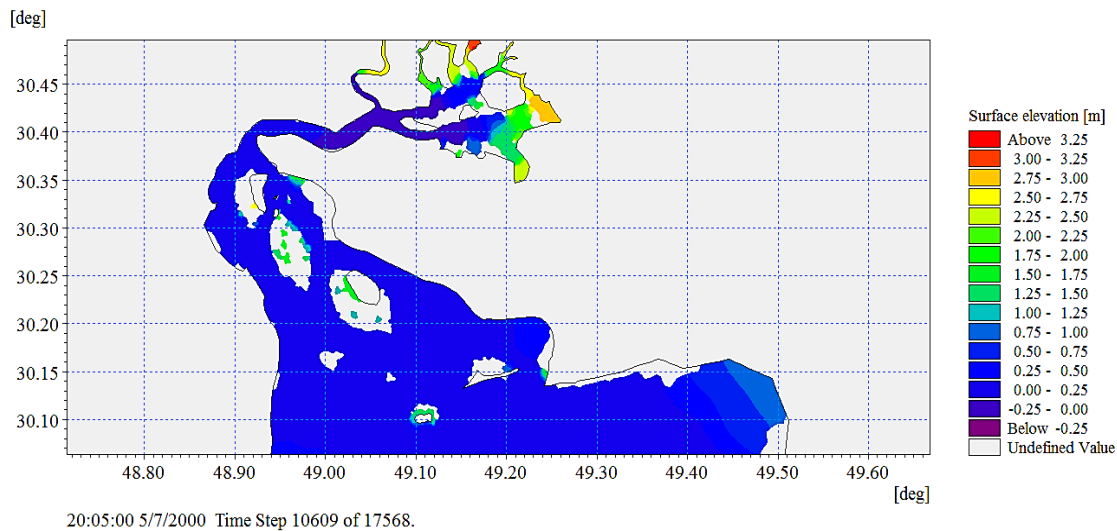 [deg]
30.45
30.40
30.35
30.30
30.25
30.20
30.15
30.10
48.80 48.90 49.00 49.10 49.20 49.30 49.40 49.50 49.60
[deg]
Surface elevation [m]
Above 3.25
3.00 - 3.25
2.75 - 3.00
2.50 - 2.75
2.25 - 2.50
2.00 - 2.25
1.75 - 2.00
1.50 - 1.75
1.25 - 1.50
1.00 - 1.25
0.75 - 1.00
0.50 - 0.75
0.25 - 0.50
0.00 - 0.25
-0.25 - 0.00
Below -0.25
Undefined Value
20:05:00 5/7/2000 Time Step 10609 of 17568.